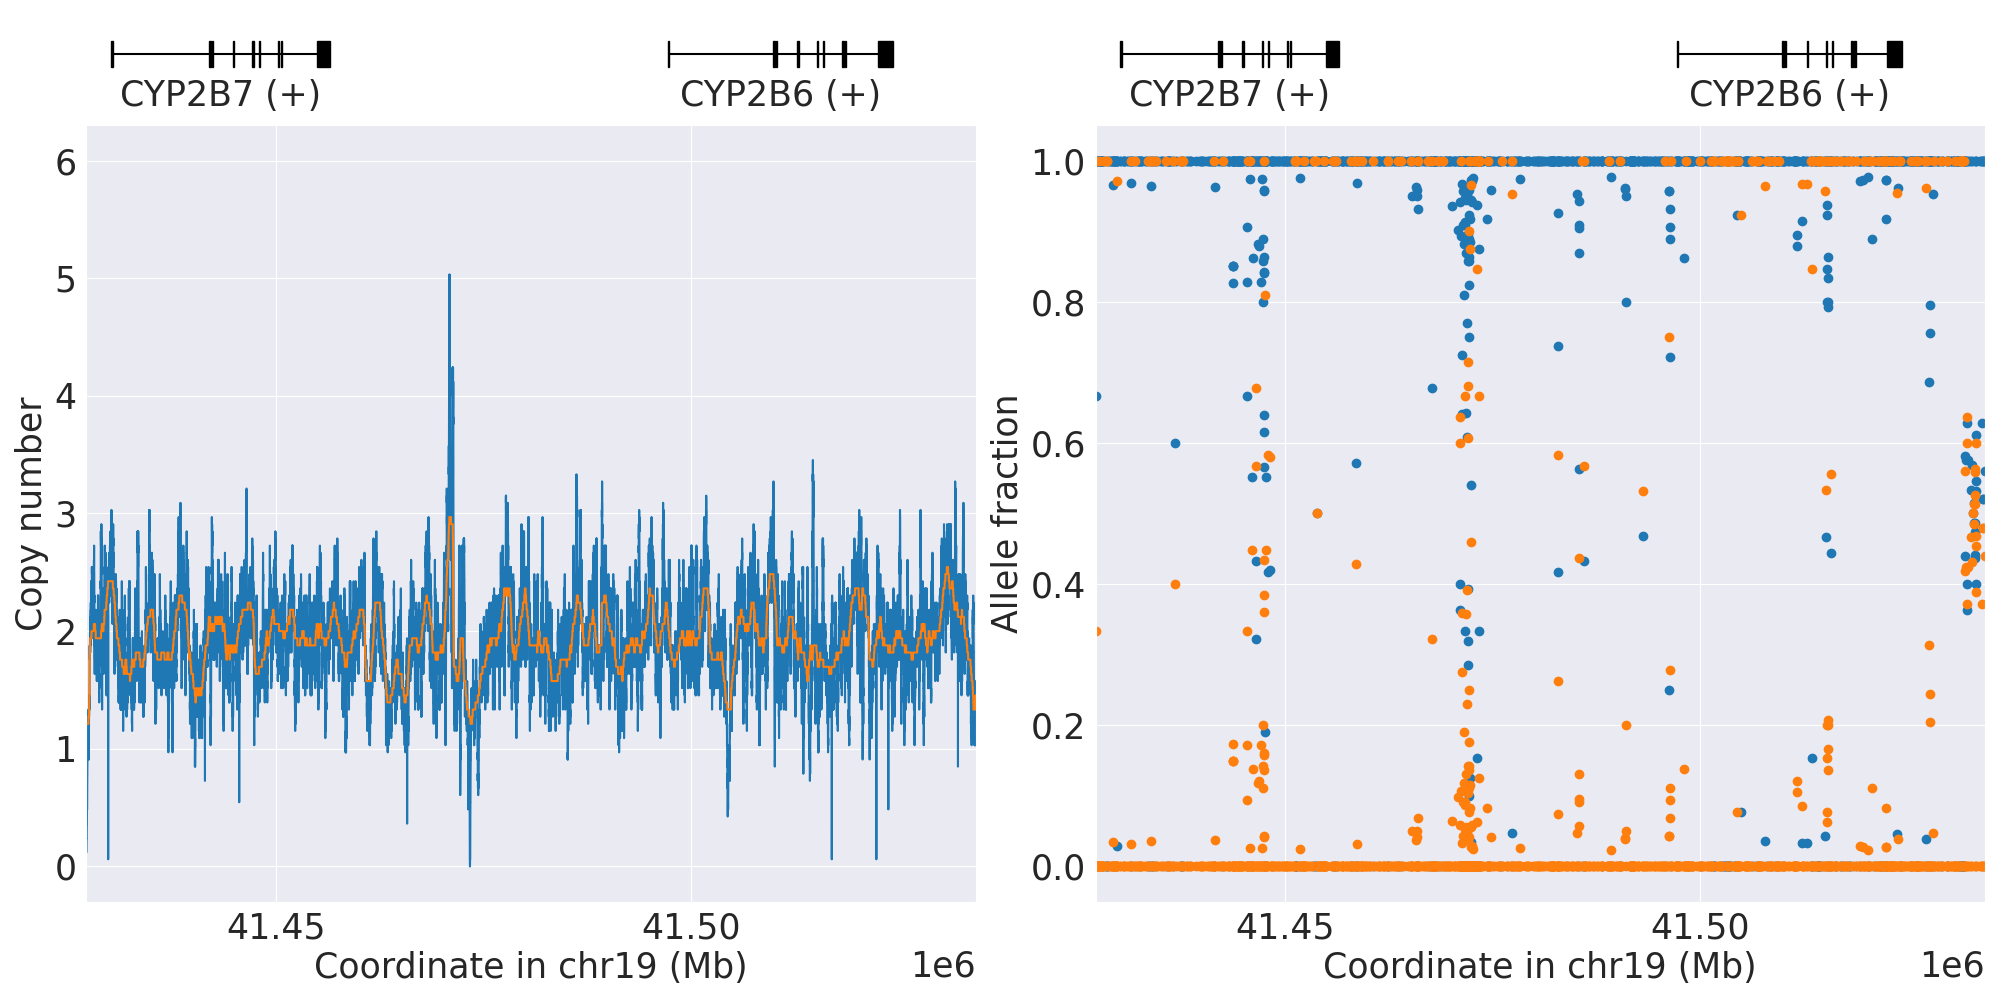 CYP2B7 (+) CYP2B6 (+)
CYP2B7 (+) CYP2B6 (+)
Copy number
6
5
4
3
2
1
0
41.45 41.50
Coordinate in chr19 (Mb) 1e6
Allele fraction
1.0
0.8
0.6
0.4
0.2
0.0
41.45 41.50
Coordinate in chr19 (Mb) 1e6